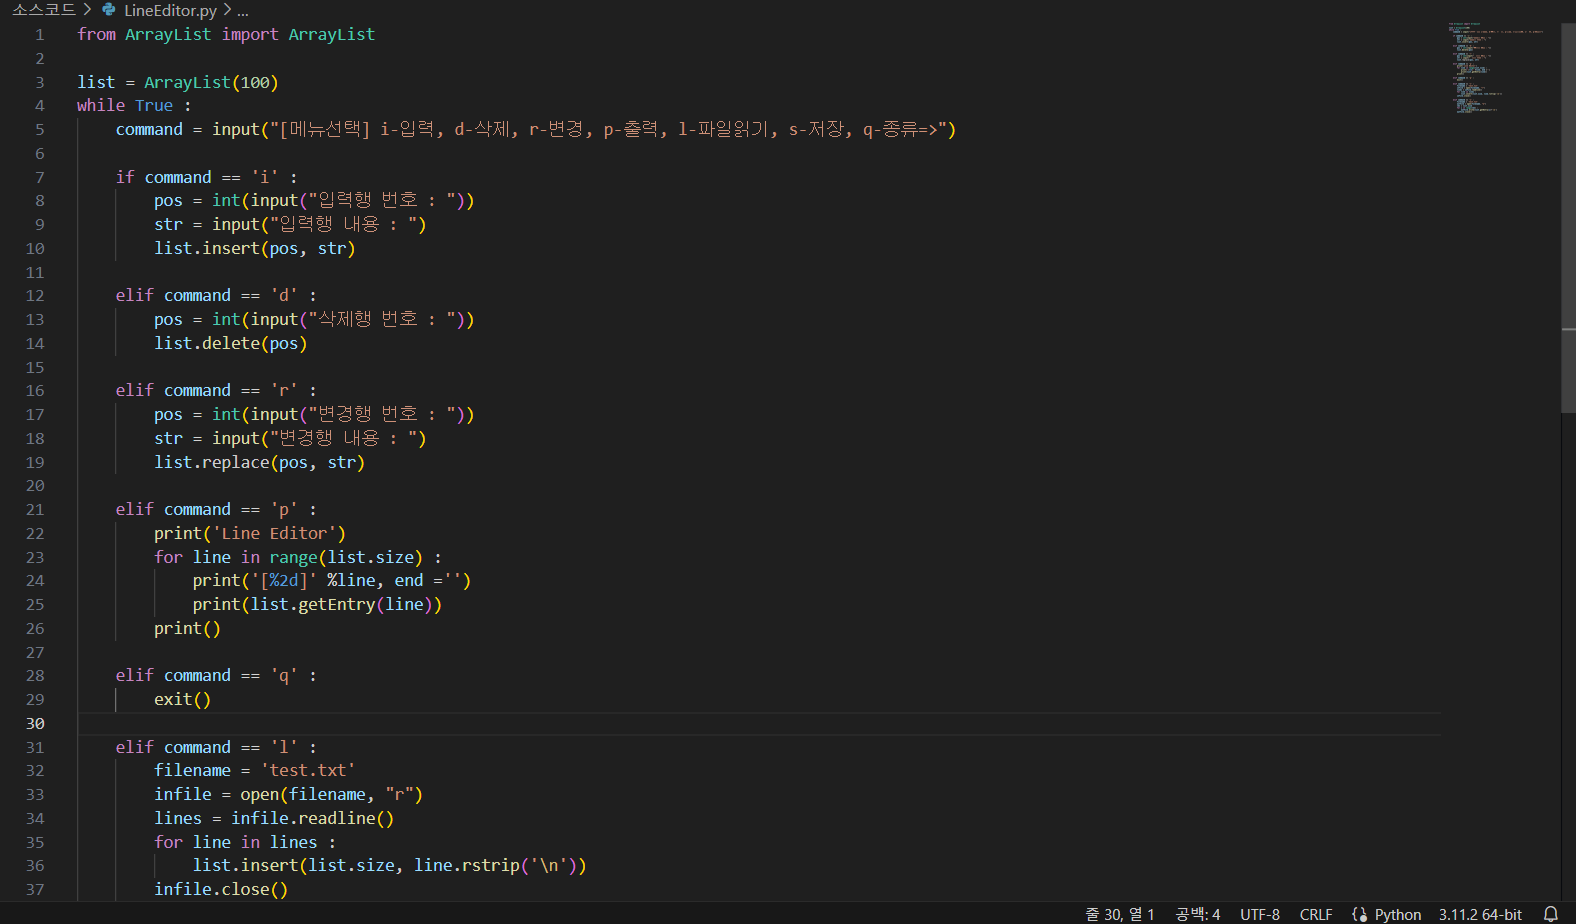 소스코드 > LineEditor.py > ...
1 from ArrayList import ArrayList
2
3 list = ArrayList(100)
4 while True :
5     command = input("[메뉴선택] i-입력, d-삭제, r-변경, p-출력, l-파일읽기, s-저장, q-종류=>")
6
7     if command == 'i' :
8         pos = int(input("입력행 번호 : "))
9         str = input("입력행 내용 : ")
10         list.insert(pos, str)
11
12     elif command == 'd' :
13         pos = int(input("삭제행 번호 : "))
14         list.delete(pos)
15
16     elif command == 'r' :
17         pos = int(input("변경행 번호 : "))
18         str = input("변경행 내용 : ")
19         list.replace(pos, str)
20
21     elif command == 'p' :
22         print('Line Editor')
23         for line in range(list.size) :
24             print('[%2d]' %line, end ='')
25             print(list.getEntry(line))
26         print()
27
28     elif command == 'q' :
29         exit()
30
31     elif command == 'l' :
32         filename = 'test.txt'
33         infile = open(filename, "r")
34         lines = infile.readline()
35         for line in lines :
36             list.insert(list.size, line.rstrip('\n'))
37         infile.close()
줄 30, 열 1 공백: 4 UTF-8 CRLF Python 3.11.2 64-bit